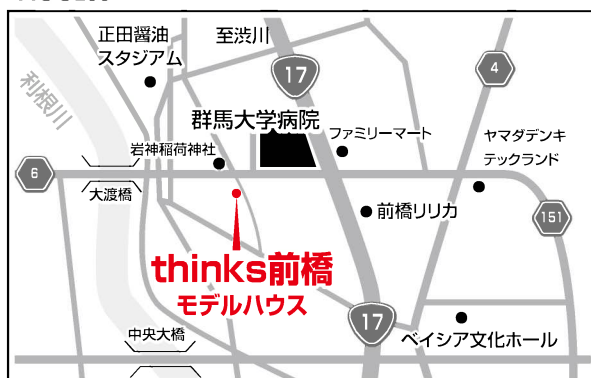 正田醤油
スタジアム
至渋川
17
4
利根川
群馬大学病院
ファミリーマート
ヤマダデンキ
テックランド
岩神稲荷神社
6
大渡橋
前橋リリカ
151
thinks前橋
モデルハウス
17
中央大橋
ベイシア文化ホール